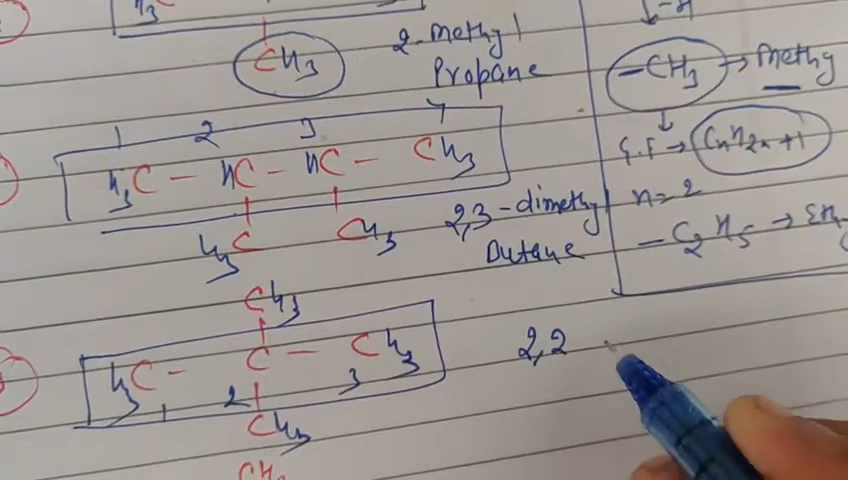 CH3
2-methyl
Propane
-CH3 → methy
G.F → CnH2n+1
n=2
-C2H5 → Eth
1 2 3 4
H3C - HC - HC - CH3
H3C CH3
2,3-dimethyl
Butane
CH3
H3C - C - CH3
1 2 3
CH3
2,2